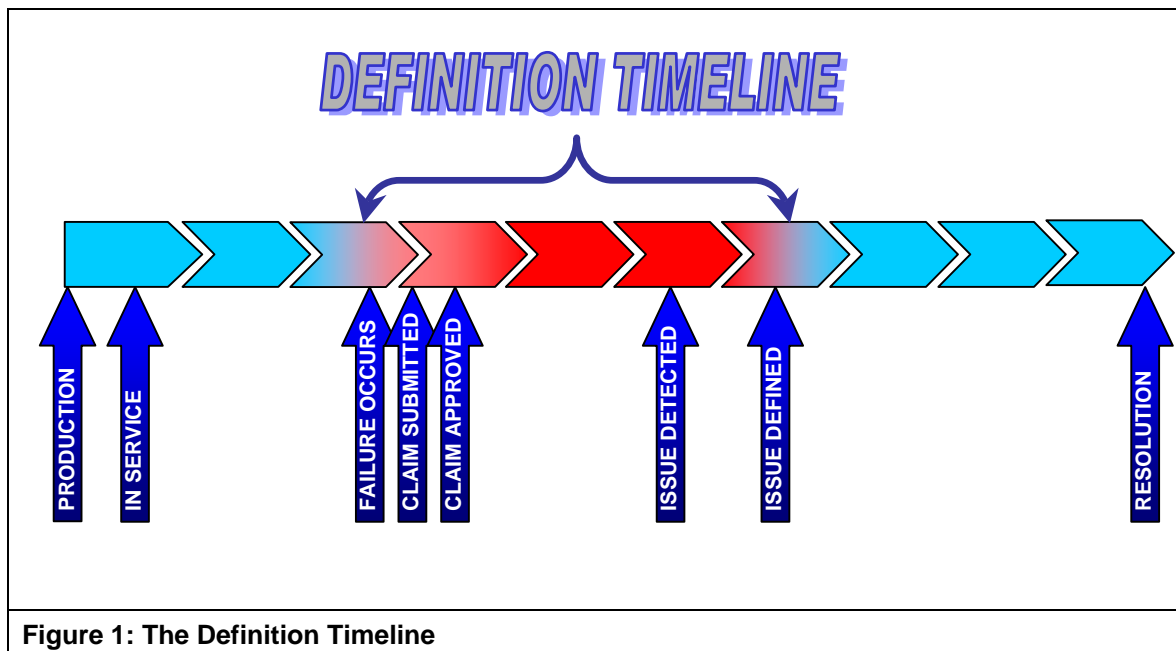 DEFINITION TIMELINE
PRODUCTION
IN SERVICE
FAILURE OCCURS
CLAIM SUBMITTED
CLAIM APPROVED
ISSUE DETECTED
ISSUE DEFINED
RESOLUTION
Figure 1: The Definition Timeline